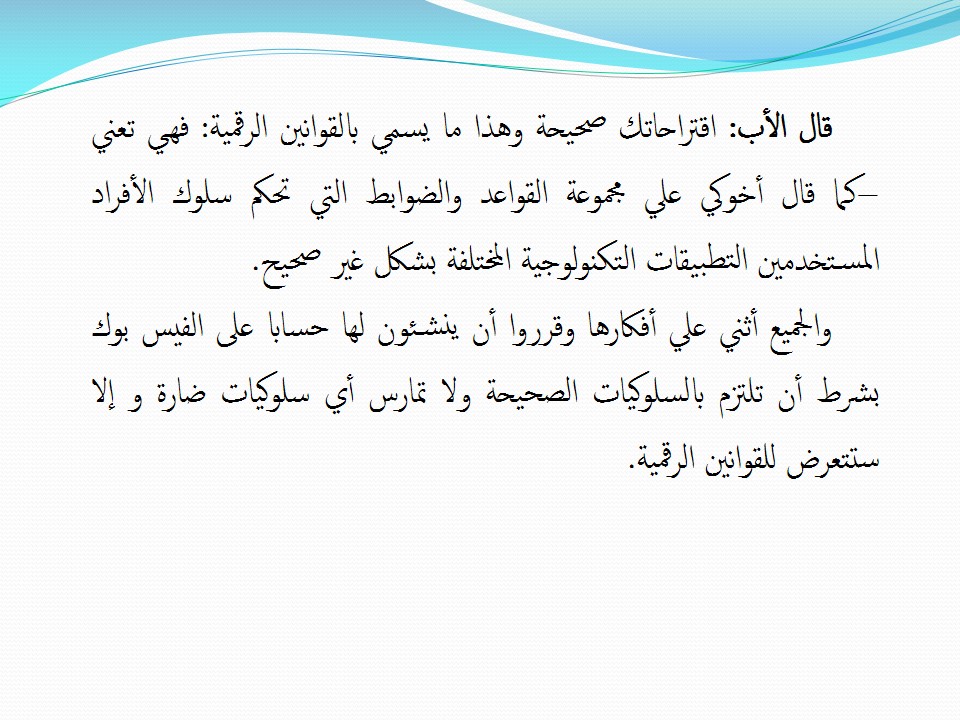 قال الأب: اقتراحاتك صحيحة وهذا ما يسمي بالقوانين الرقمية: فهي تعني
–كما قال أخوكي علي مجموعة القواعد والضوابط التي تحكم سلوك الأفراد
المستخدمين التطبيقات التكنولوجية المختلفة بشكل غير صحيح.
والجميع أثني علي أفكارها وقرروا أن ينشئون لها حسابا على الفيس بوك
بشرط أن تلتزم بالسلوكيات الصحيحة ولا تمارس أي سلوكيات ضارة و إلا
ستتعرض للقوانين الرقمية.